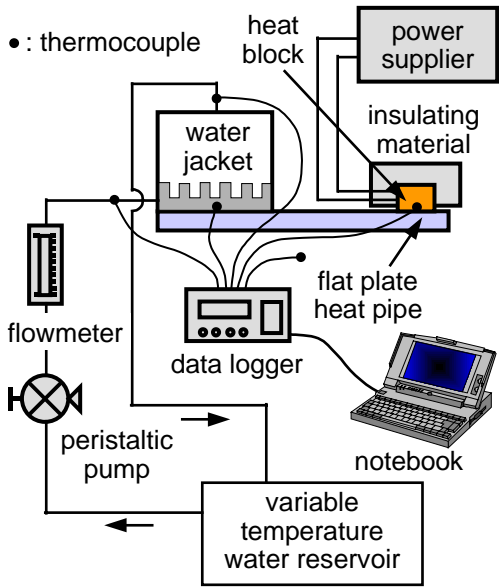 • : thermocouple
heat
block
power
supplier
water
jacket
insulating
material
flat plate
heat pipe
flowmeter
data logger
peristaltic
pump
notebook
variable
temperature
water reservoir